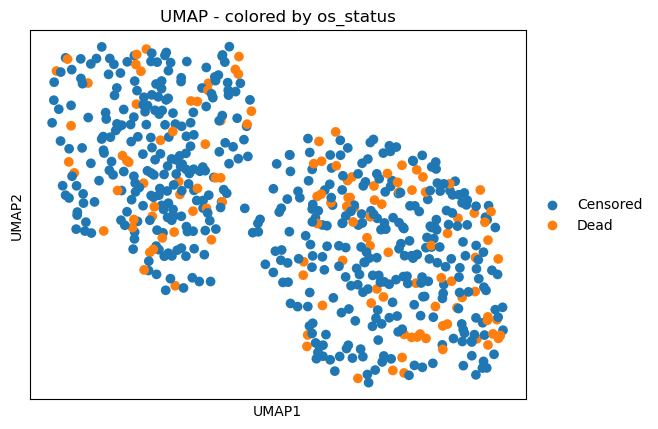 UMAP - colored by os_status
UMAP2
Censored
Dead
UMAP1